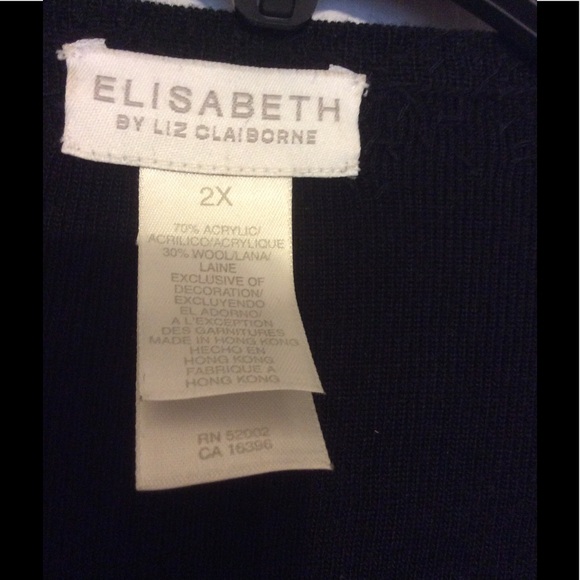 ELISABETH
BY LIZ CLAIBORNE
2X
70% ACRYLIC/
ACRILICO/ACRYLIQUE
30% WOOL/LANA/
LAINE
EXCLUSIVE OF
DECORATION/
EXCLUYENDO
EL ADORNO/
A L'EXCEPTION
DES GARNITURES
MADE IN HONG KONG
HECHO EN
HONG KONG
FABRIQUE A
HONG KONG
RN 52002
CA 16396